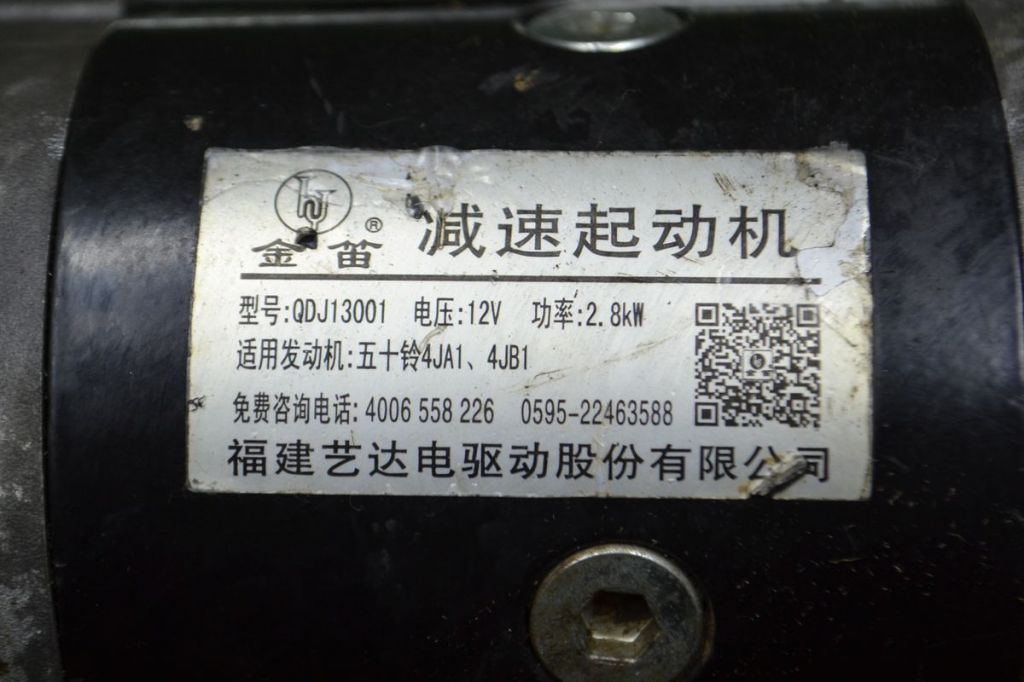 金笛® 减速起动机
型号:QDJ13001 电压:12V 功率:2.8kW
适用发动机:五十铃4JA1、4JB1
免费咨询电话: 4006 558 226 0595-22463588
福建艺达电驱动股份有限公司